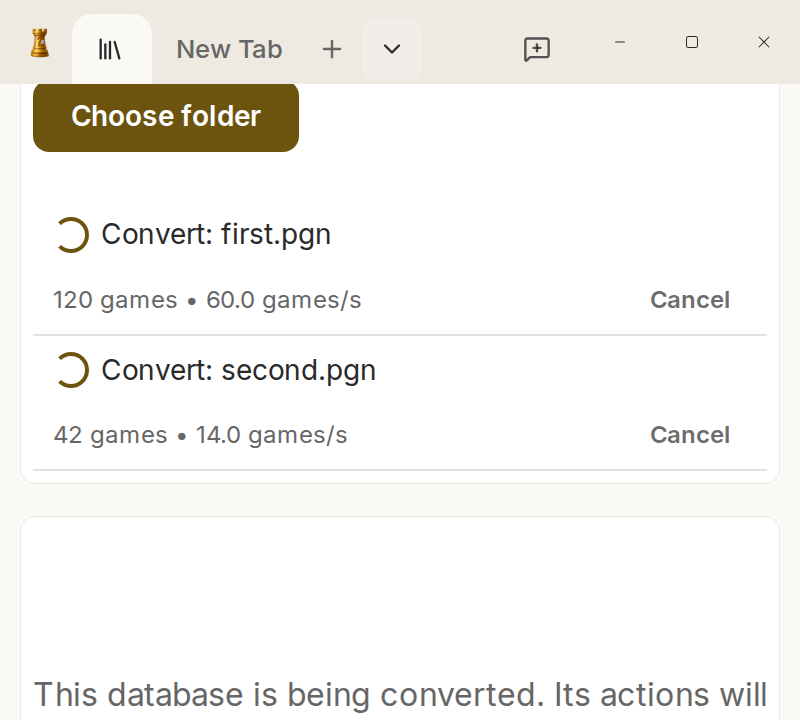 New Tab
Choose folder
Convert: first.pgn
120 games • 60.0 games/s
Cancel
Convert: second.pgn
42 games • 14.0 games/s
Cancel
This database is being converted. Its actions will